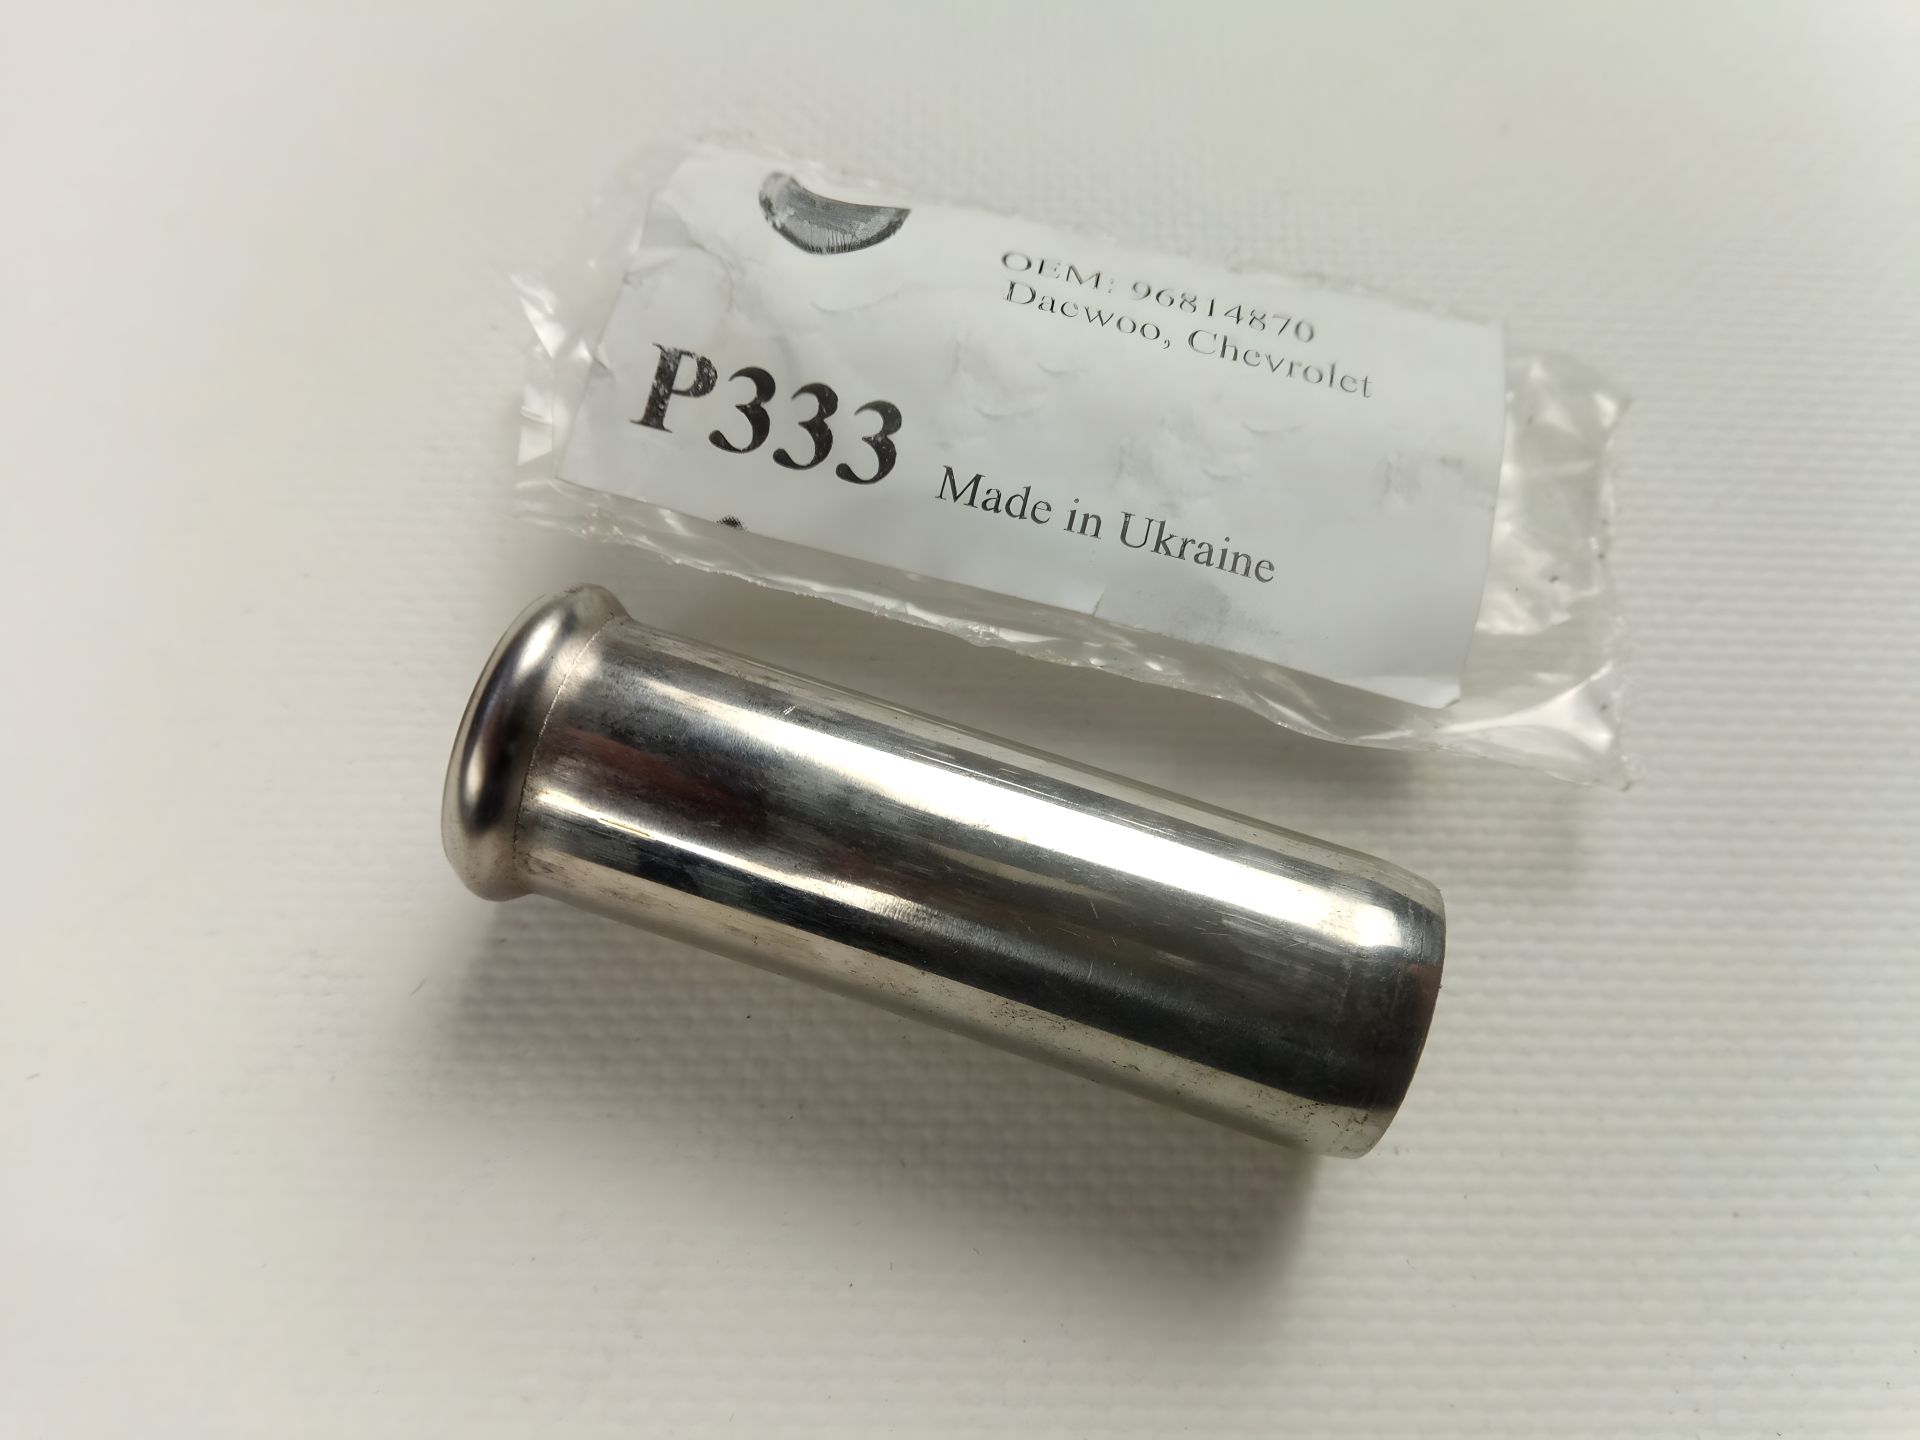 OEM: 96814870
Daewoo, Chevrolet
P333
Made in Ukraine